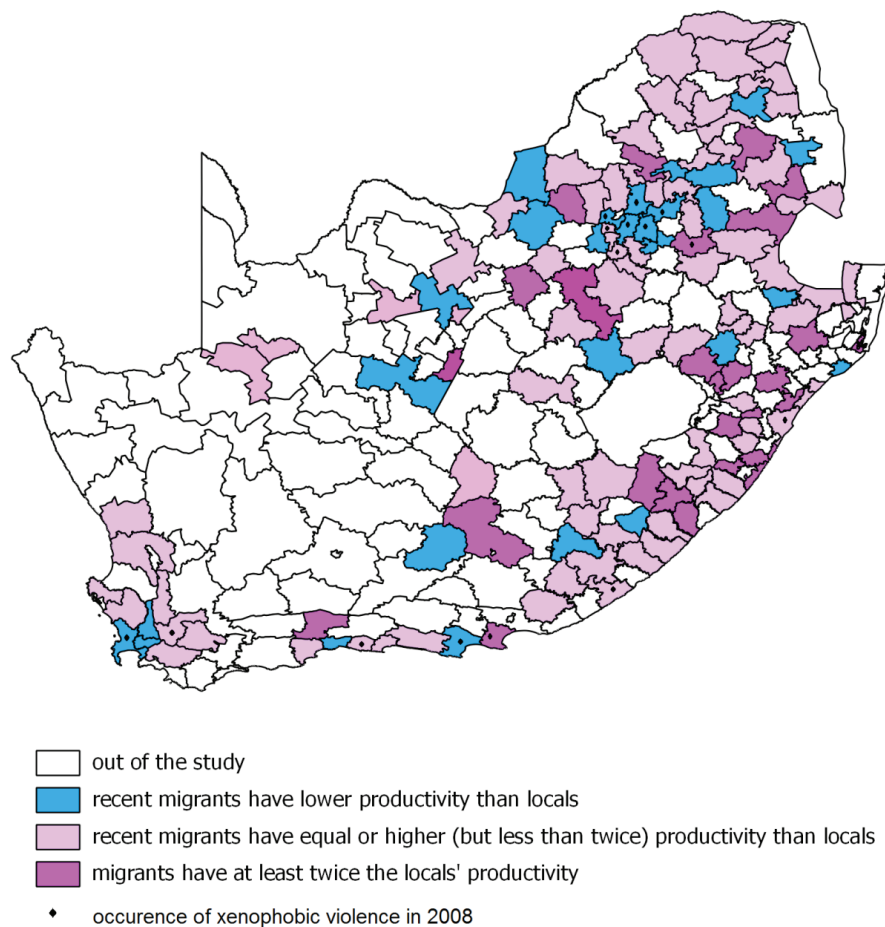 out of the study
recent migrants have lower productivity than locals
recent migrants have equal or higher (but less than twice) productivity than locals
migrants have at least twice the locals' productivity
occurence of xenophobic violence in 2008